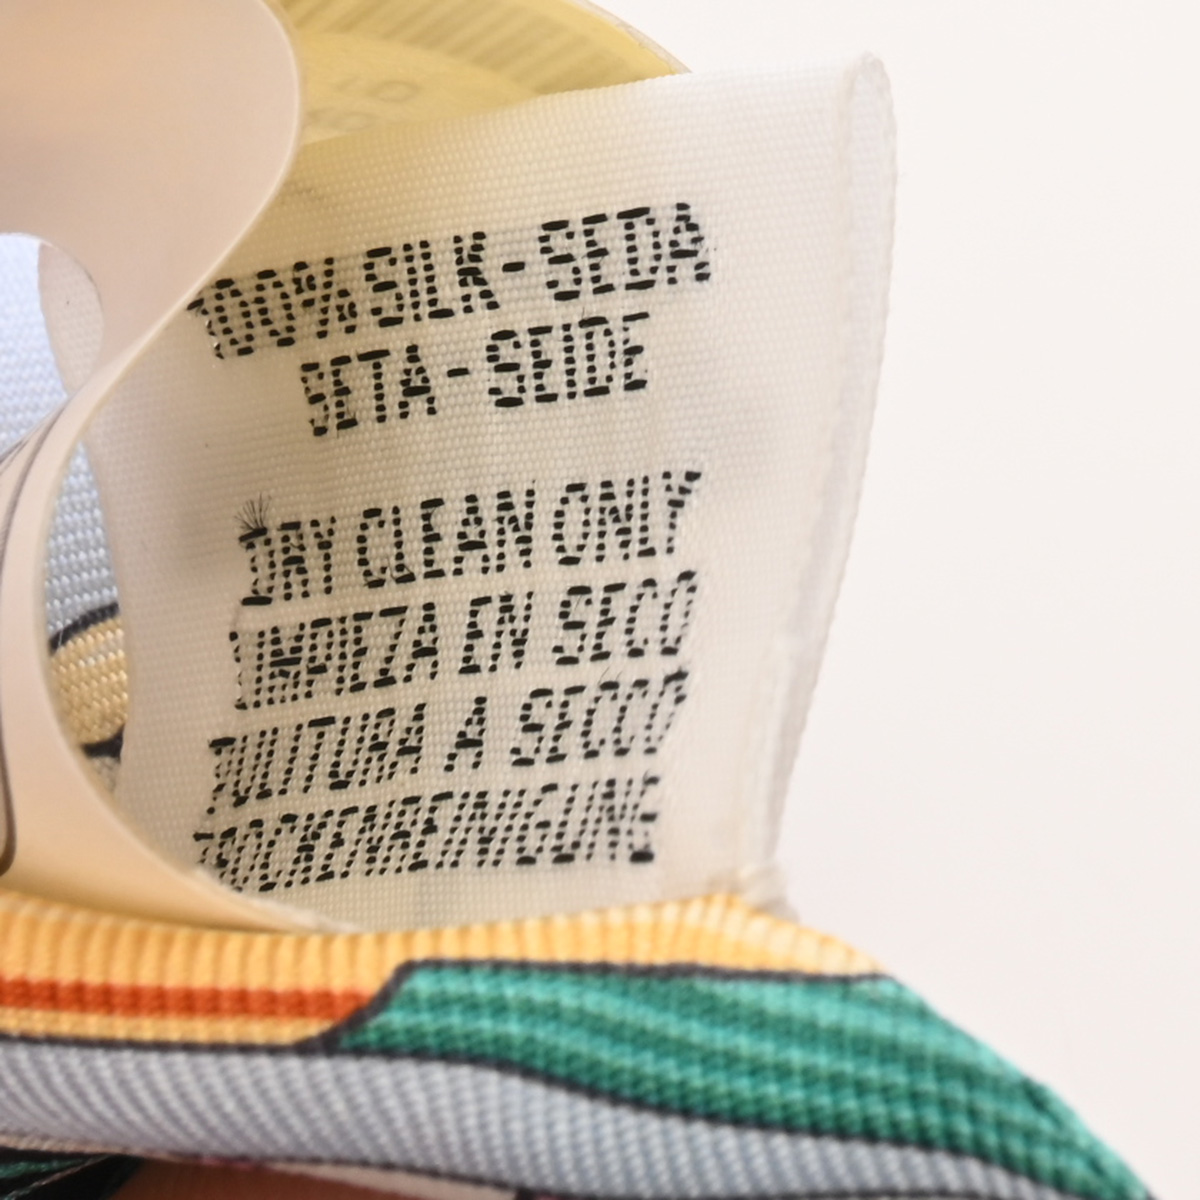 100% SILK - SEDA
SETA - SEIDE
DRY CLEAN ONLY
LIMPIEZA EN SECO
PULITURA A SECCO
TROCKENREINIGUNG